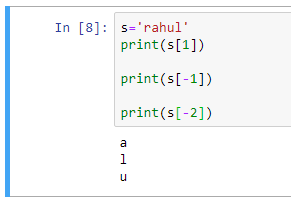 In [8]: s='rahul'
print(s[1])
print(s[-1])
print(s[-2])
a
l
u